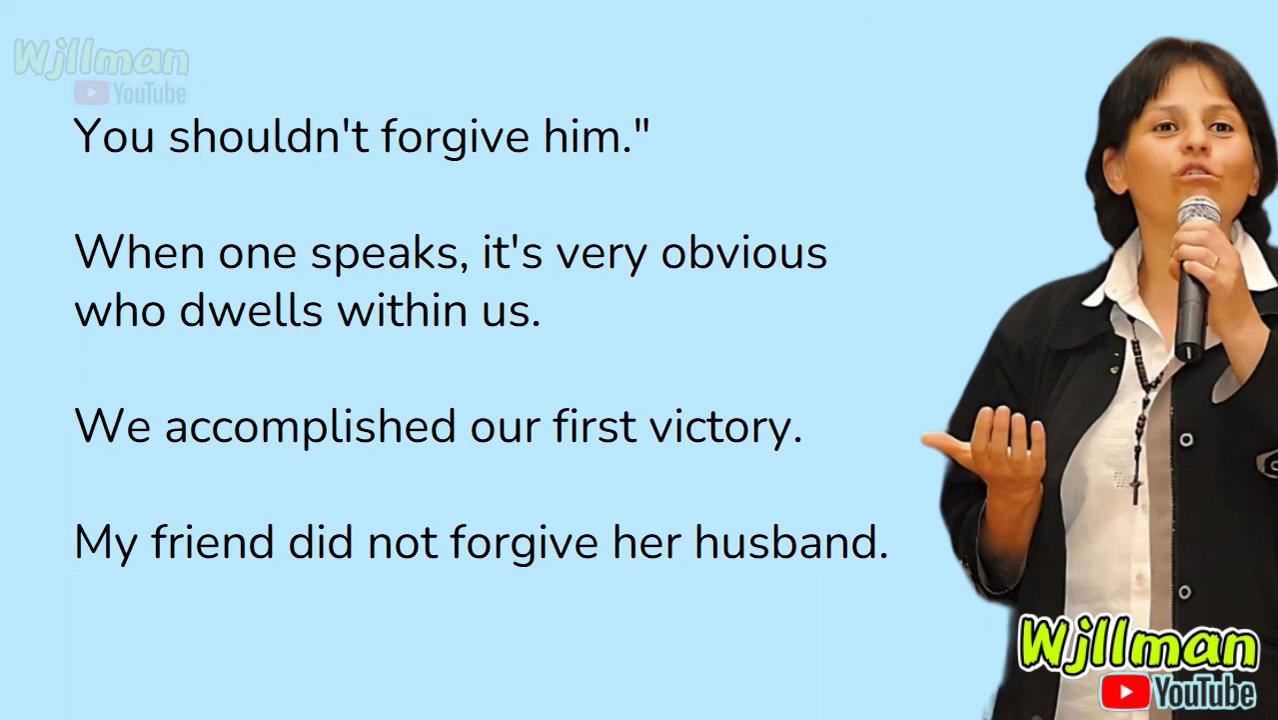 Wjllman
YouTube
You shouldn't forgive him."
When one speaks, it's very obvious
who dwells within us.
We accomplished our first victory.
My friend did not forgive her husband.
Wjllman
YouTube